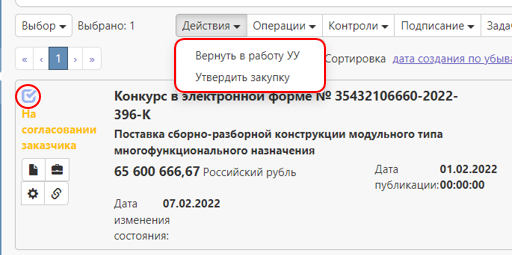 Выбор Выбрано: 1 Действия Операции Контроли Подписание Зада
« ‹ 1 › » Вернуть в работу УУ Сортировка дата создания по убыва
Утвердить закупку
Конкурс в электронной форме № 35432106660-2022-
396-К
На
согласовании
заказчика
Поставка сборно-разборной конструкции модульного типа
многофункционального назначения
65 600 666,67 Российский рубль
Дата
публикации:
01.02.2022
00:00:00
Дата
изменения
состояния:
07.02.2022